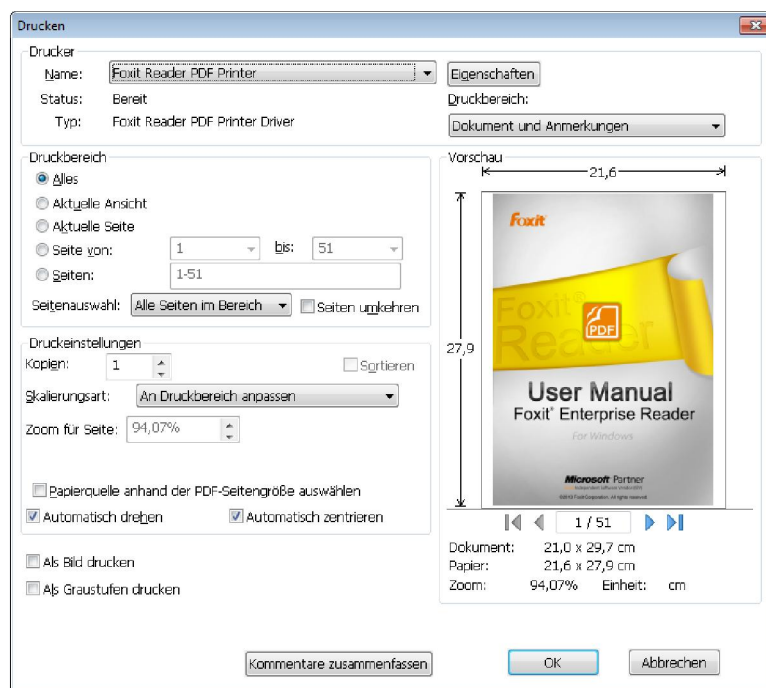 Drucken
Drucker
Name: Foxit Reader PDF Printer Eigenschaften
Status: Bereit Druckbereich:
Typ: Foxit Reader PDF Printer Driver Dokument und Anmerkungen
Druckbereich
Alles
Aktuelle Ansicht
Aktuelle Seite
Seite von: 1 bis: 51
Seiten: 1-51
Seitenauswahl: Alle Seiten im Bereich Seiten umkehren
Druckeinstellungen
Kopien: 1 Sortieren
Skalierungsart: An Druckbereich anpassen
Zoom für Seite: 94,07%
Papierquelle anhand der PDF-Seitengröße auswählen
Automatisch drehen Automatisch zentrieren
Als Bild drucken
Als Graustufen drucken
Vorschau
21,6
27,9
Foxit
Foxit®
Reader
PDF
User Manual
Foxit® Enterprise Reader
For Windows
Microsoft Partner
1 / 51
Dokument: 21,0 x 29,7 cm
Papier: 21,6 x 27,9 cm
Zoom: 94,07% Einheit: cm
Kommentare zusammenfassen OK Abbrechen